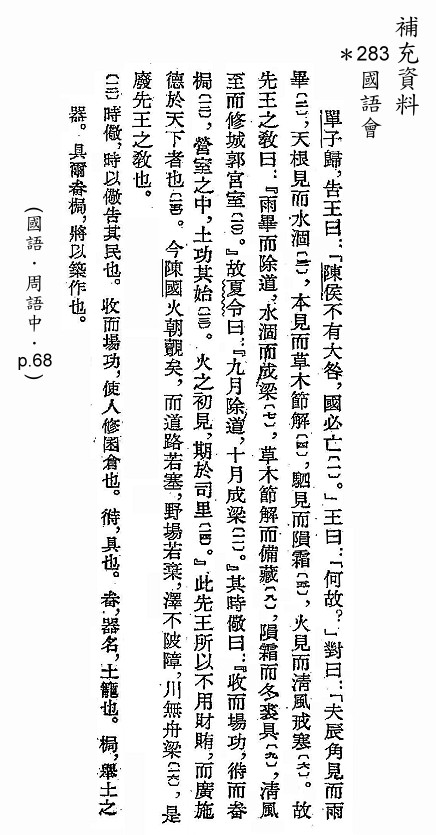 補充資料
＊283國語會
單子歸，告王曰：「陳侯不有大咎，國必亡〔一〕。」王曰：「何故？」對曰：「夫辰角見而雨
畢〔二〕，天根見而水涸〔三〕，本見而草木節解〔四〕，駟見而隕霜〔五〕，火見而清風戒寒〔六〕。故
先王之教曰：『雨畢而除道，水涸而成梁〔七〕，草木節解而備藏〔八〕，隕霜而冬裘具〔九〕，清風
至而修城郭宮室〔一〇〕。』故夏令曰：『九月除道，十月成梁〔一一〕。』其時儆曰：『收而場功，偫而畚
梮〔一二〕，營室之中，土功其始〔一三〕。火之初見，期於司里〔一四〕。』此先王所以不用財賄，而廣施
德於天下者也〔一五〕。今陳國火朝覿矣，而道路若塞，野場若棄，澤不陂障，川無舟梁〔一六〕，是
廢先王之教也。
〔一二〕時儆，時以儆告其民也。收而場功，使人修囷倉也。偫，具也。畚，器名，土籠也。梮，舉土之
器。具爾畚梮，將以築作也。
（國語．周語中．p.68）